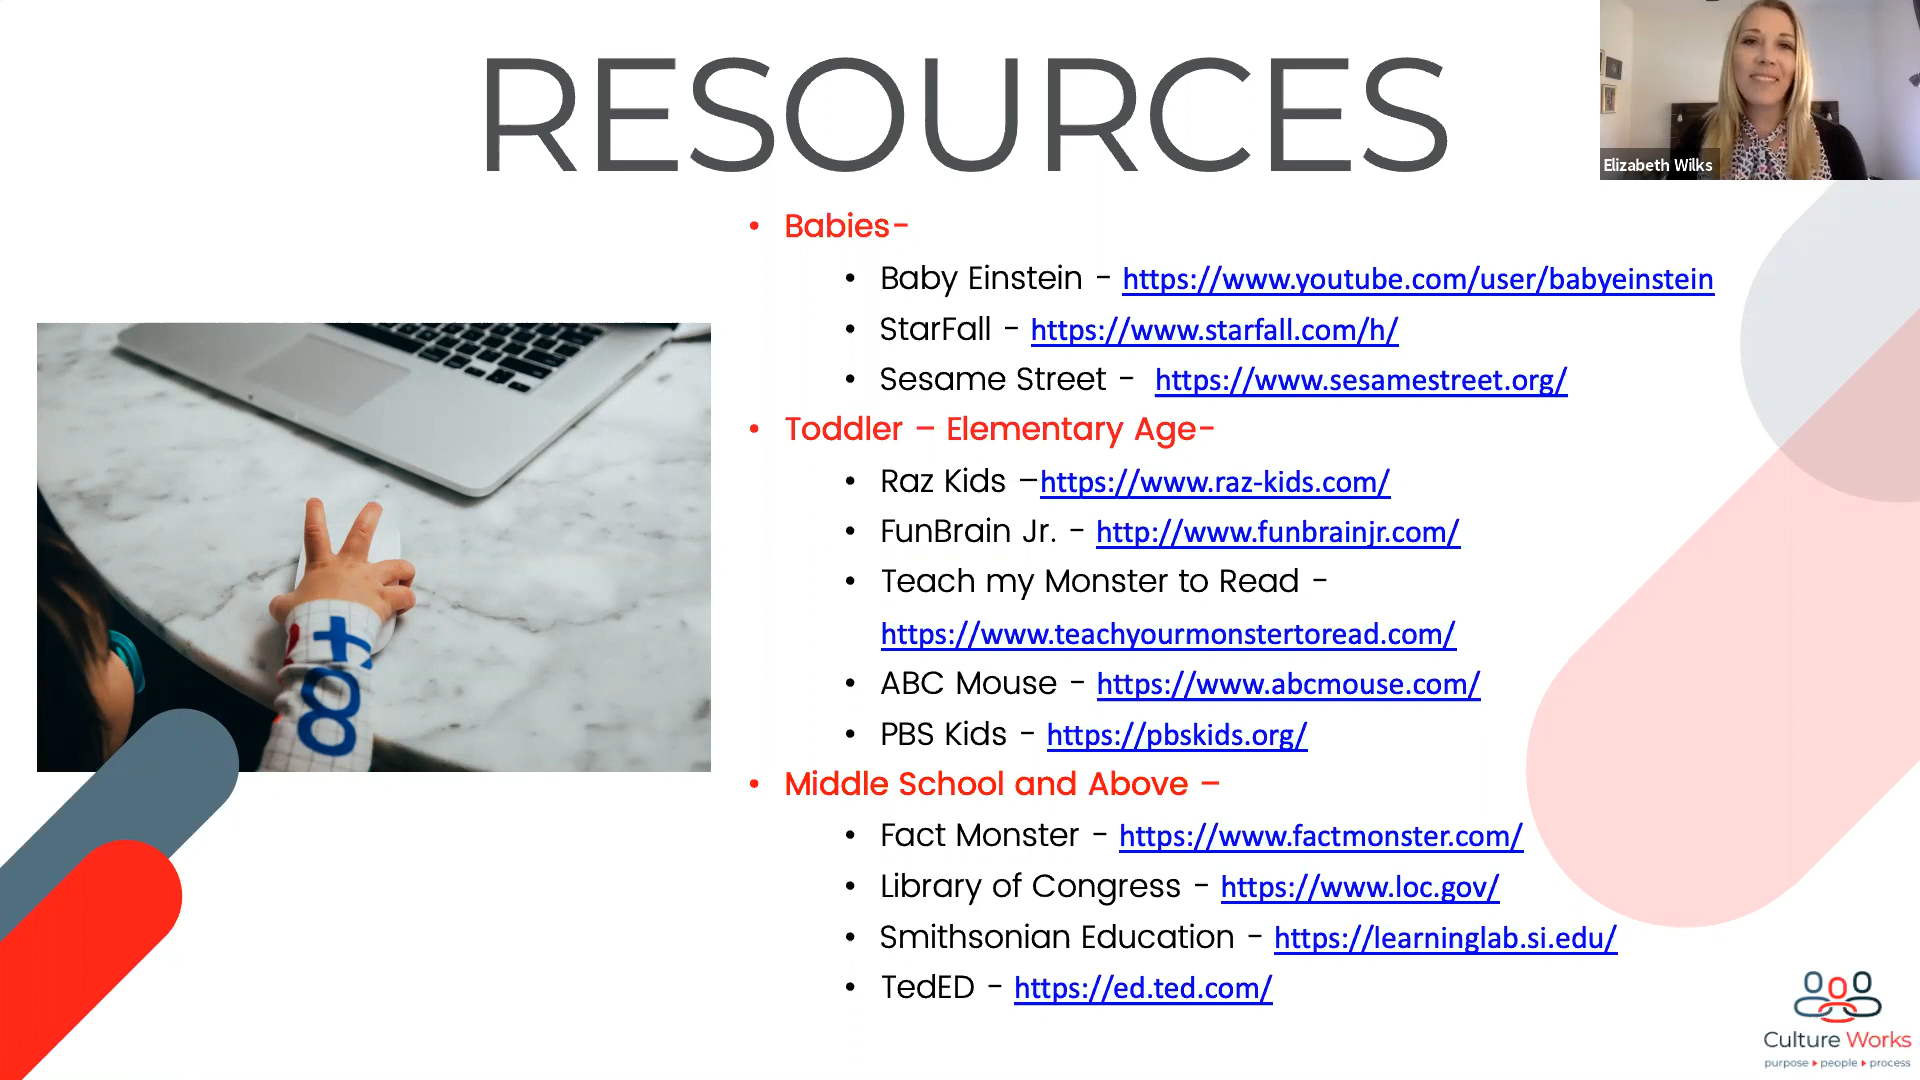 RESOURCES
Elizabeth Wilks
• Babies-
• Baby Einstein - https://www.youtube.com/user/babyeinstein
• StarFall - https://www.starfall.com/h/
• Sesame Street - https://www.sesamestreet.org/
• Toddler – Elementary Age-
• Raz Kids –https://www.raz-kids.com/
• FunBrain Jr. - http://www.funbrainjr.com/
• Teach my Monster to Read -
https://www.teachyourmonstertoread.com/
• ABC Mouse - https://www.abcmouse.com/
• PBS Kids - https://pbskids.org/
• Middle School and Above –
• Fact Monster - https://www.factmonster.com/
• Library of Congress - https://www.loc.gov/
• Smithsonian Education - https://learninglab.si.edu/
• TedED - https://ed.ted.com/
Culture Works
purpose ▸ people ▸ process